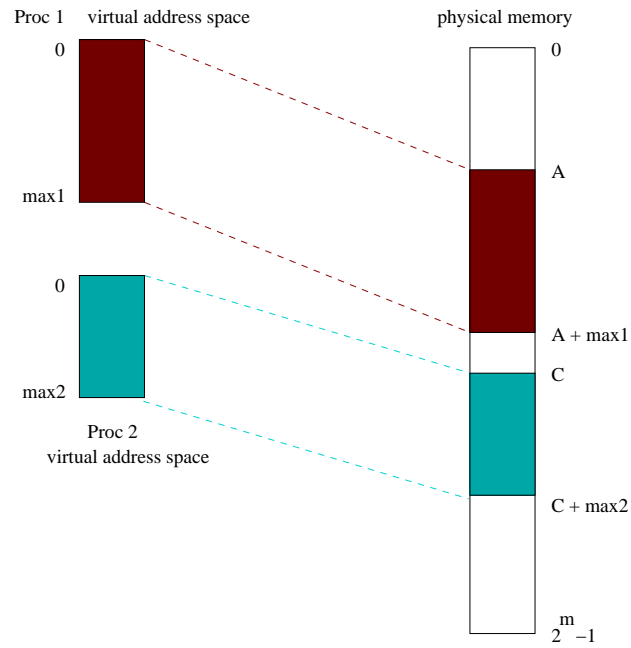 Proc 1 virtual address space
physical memory
0
0
A
max1
0
A + max1
C
max2
Proc 2
virtual address space
C + max2
m
2 −1